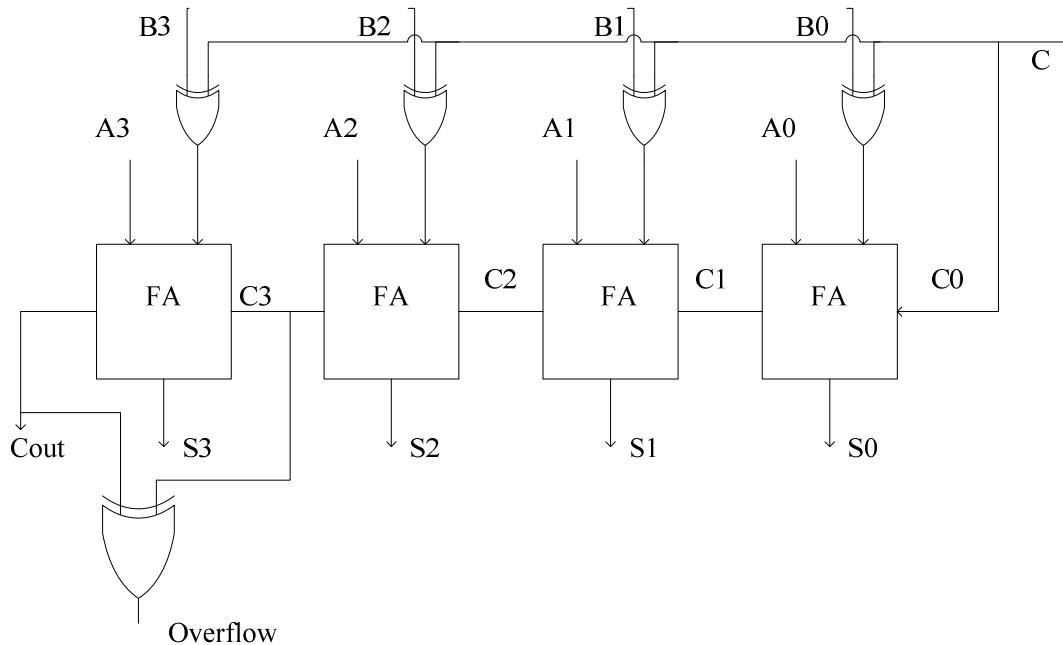 B3 B2 B1 B0
C
A3 A2 A1 A0
FA C3 FA C2 FA C1 FA C0
Cout S3 S2 S1 S0
Overflow